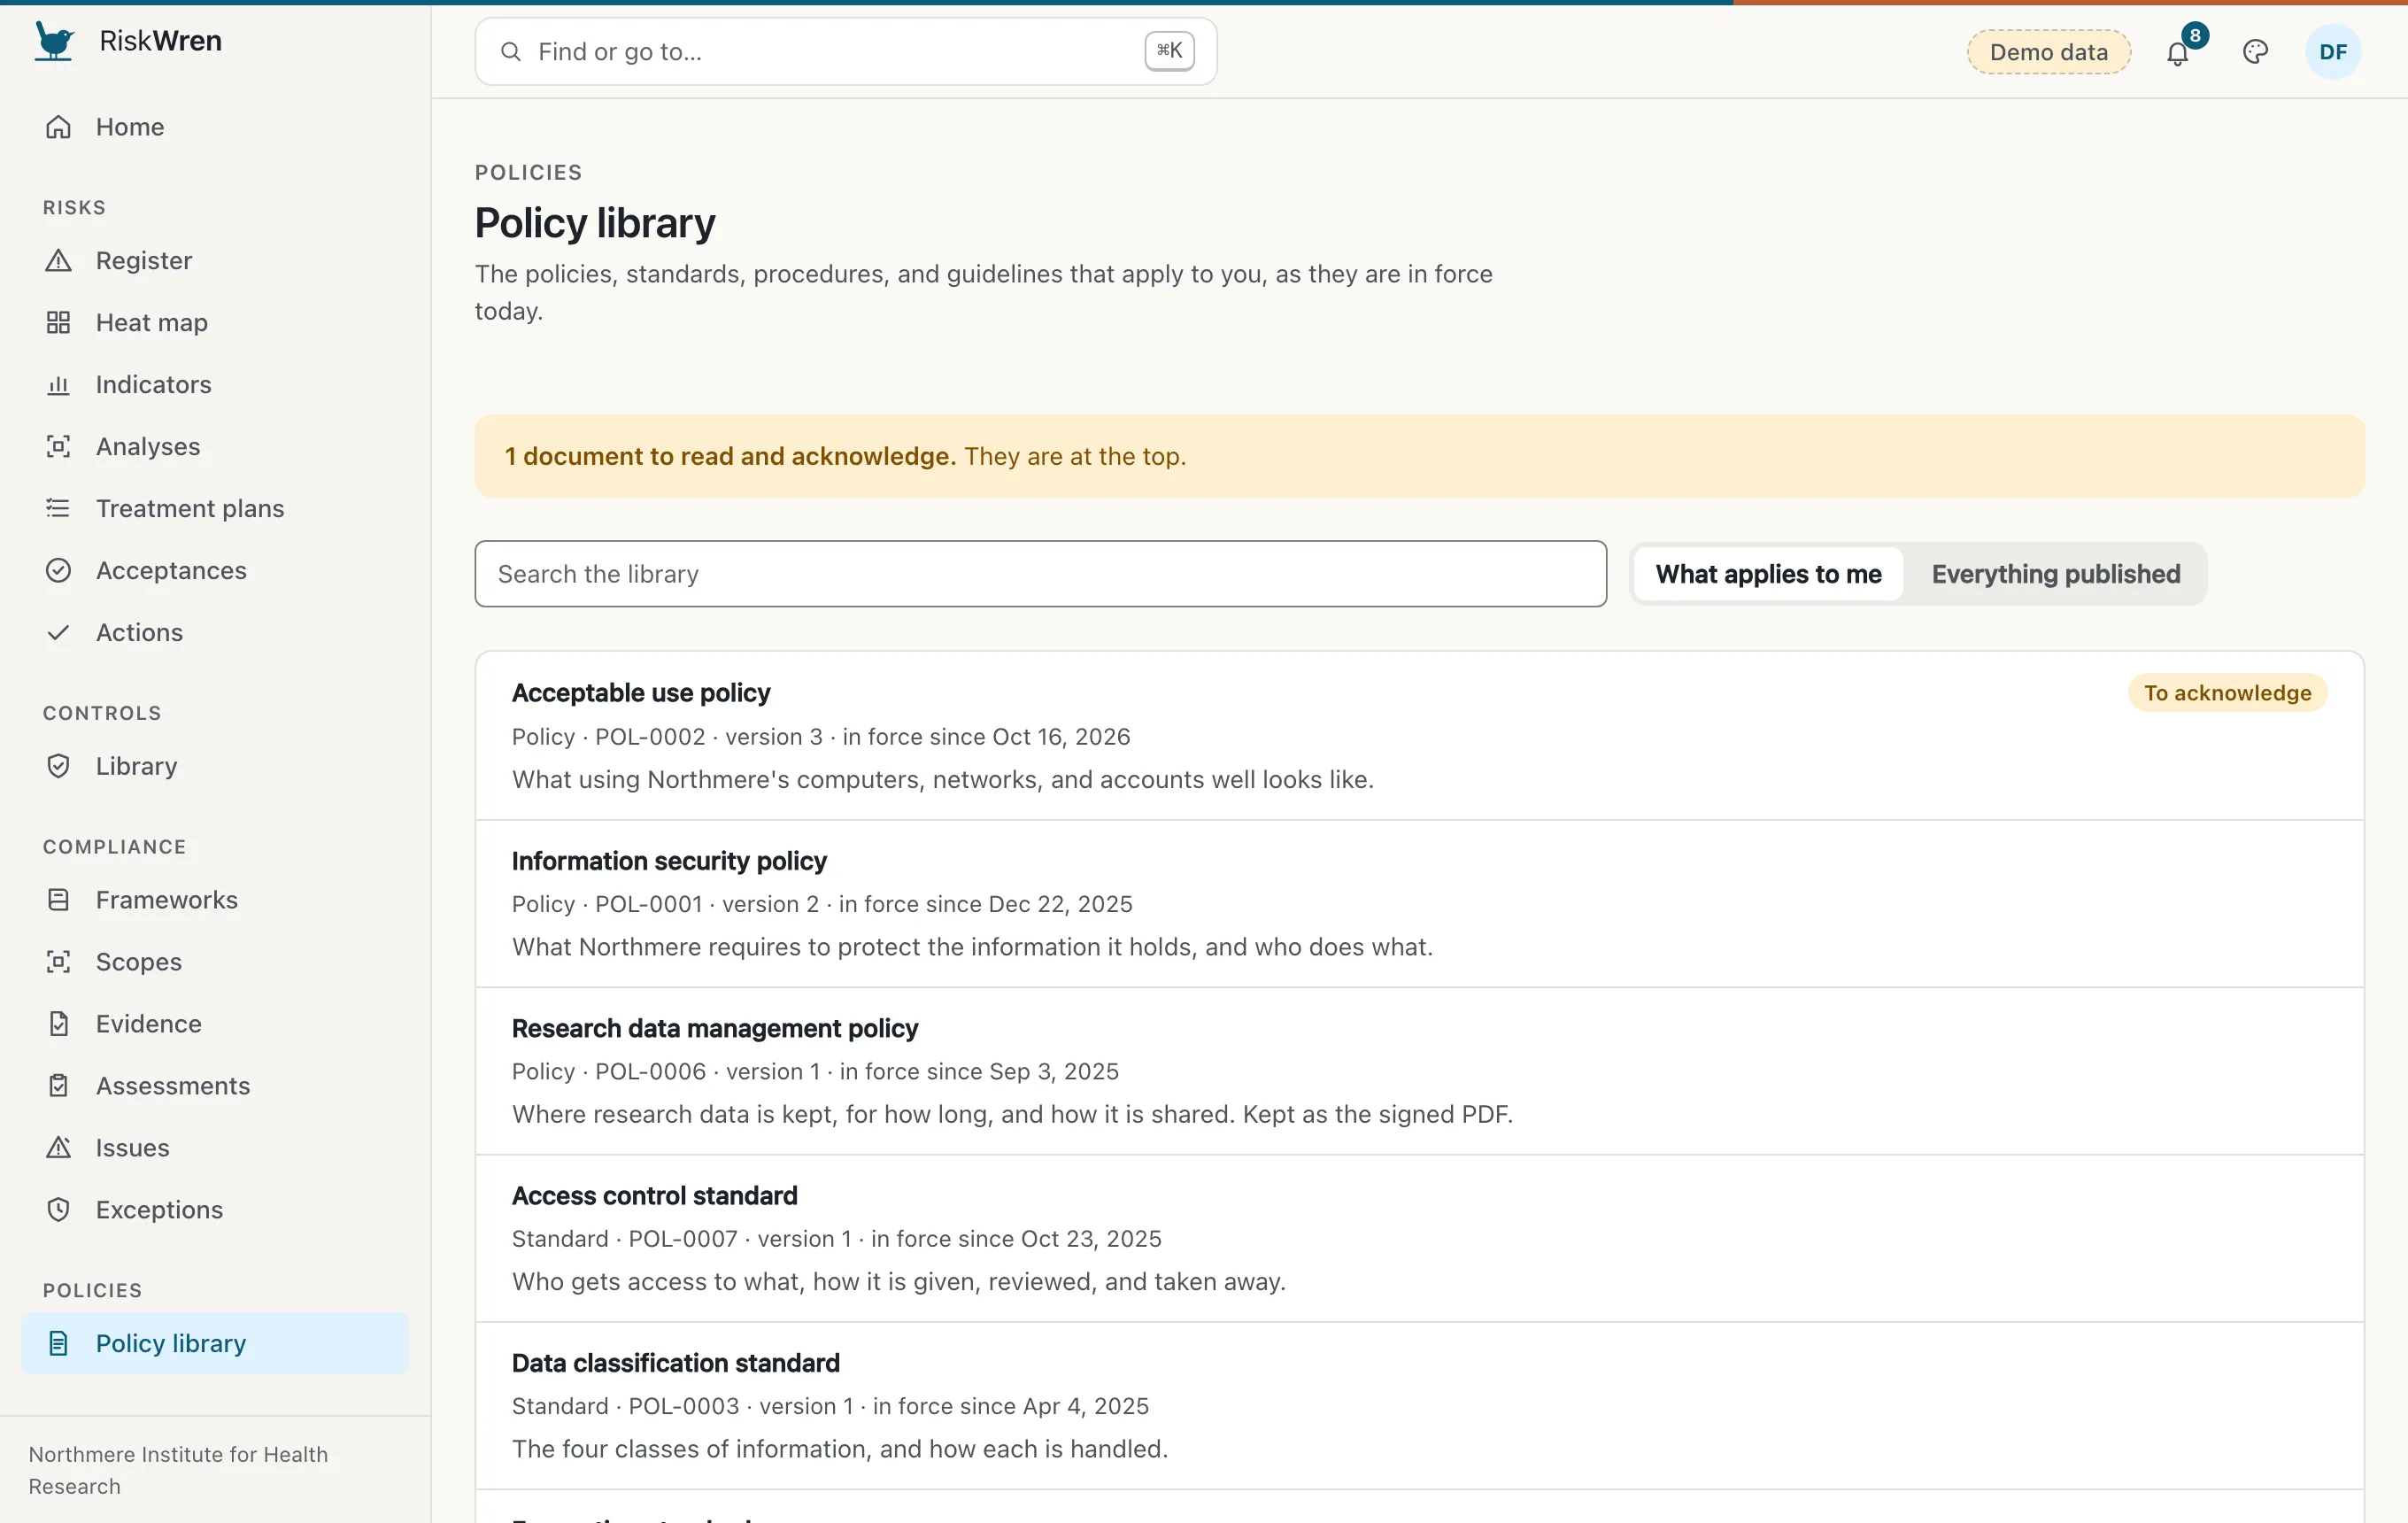 RiskWren
Find or go to...
⌘K
Demo data
8
DF
Home
RISKS
Register
Heat map
Indicators
Analyses
Treatment plans
Acceptances
Actions
CONTROLS
Library
COMPLIANCE
Frameworks
Scopes
Evidence
Assessments
Issues
Exceptions
POLICIES
Policy library
Northmere Institute for Health
Research
POLICIES
Policy library
The policies, standards, procedures, and guidelines that apply to you, as they are in force
today.
1 document to read and acknowledge. They are at the top.
Search the library
What applies to me
Everything published
Acceptable use policy
To acknowledge
Policy · POL-0002 · version 3 · in force since Oct 16, 2026
What using Northmere's computers, networks, and accounts well looks like.
Information security policy
Policy · POL-0001 · version 2 · in force since Dec 22, 2025
What Northmere requires to protect the information it holds, and who does what.
Research data management policy
Policy · POL-0006 · version 1 · in force since Sep 3, 2025
Where research data is kept, for how long, and how it is shared. Kept as the signed PDF.
Access control standard
Standard · POL-0007 · version 1 · in force since Oct 23, 2025
Who gets access to what, how it is given, reviewed, and taken away.
Data classification standard
Standard · POL-0003 · version 1 · in force since Apr 4, 2025
The four classes of information, and how each is handled.